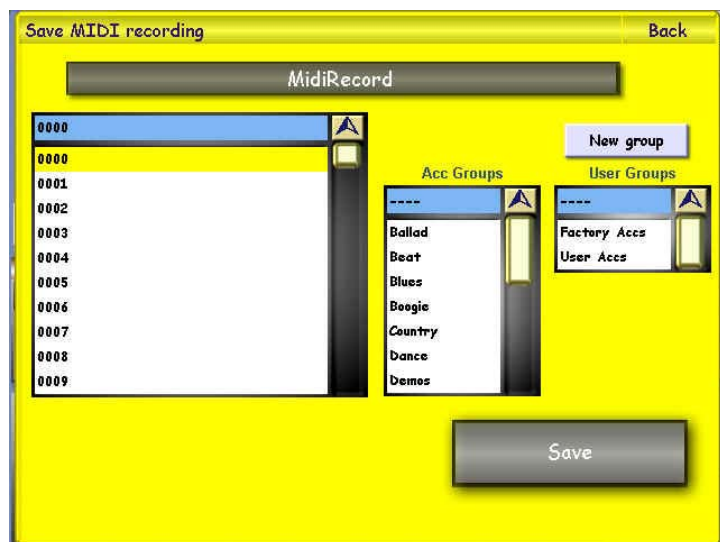 Save MIDI recording
Back
MidiRecord
0000
0000
0001
0002
0003
0004
0005
0006
0007
0008
0009
Acc Groups
----
Ballad
Beat
Blues
Boogie
Country
Dance
Demos
New group
User Groups
----
Factory Accs
User Accs
Save